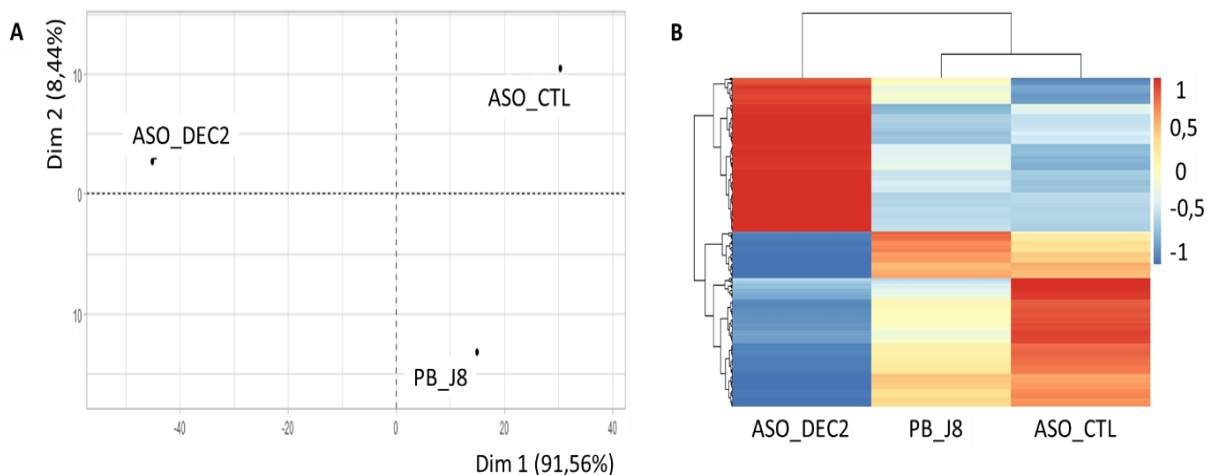 A
Dim 2 (8,44%)
10
0
10
ASO_CTL
ASO_DEC2
PB_J8
-40
-20
0
20
40
Dim 1 (91,56%)
B
1
0,5
0
-0,5
-1
ASO_DEC2 PB_J8 ASO_CTL